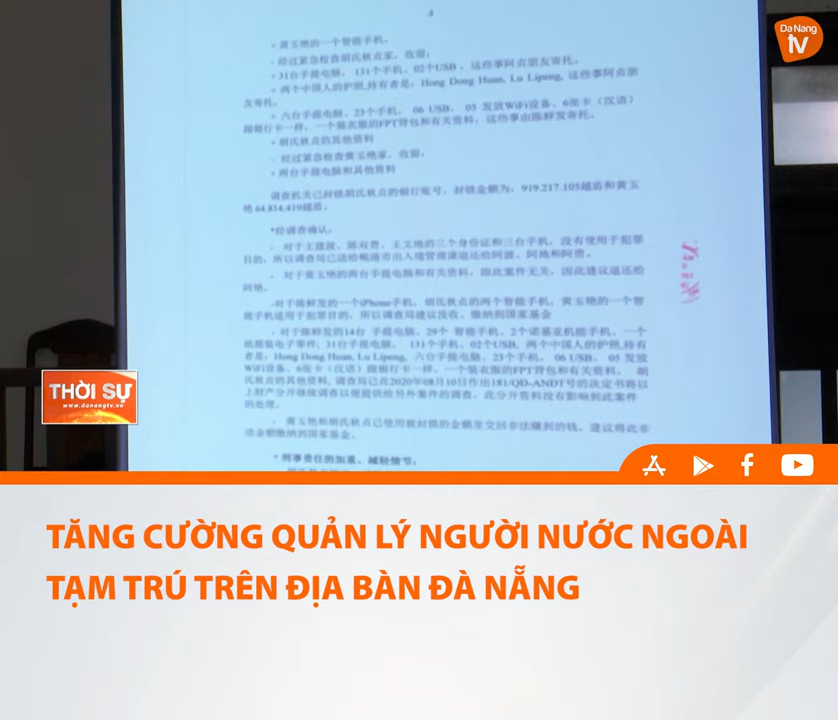 4
DaNang
tv
+ 黄玉艳的一个智能手机。
- 经过紧急检查胡氏秋贞家，收留：
+ 31台手提电脑， 131个手机、02个USB ，这些事阿贞朋友寄托。
+ 两个中国人的护照,持有者是：Hong Dong Huan, Lu Lipeng, 这些事阿贞朋
友寄托。
+ 六台手提电脑、23个手机， 06 USB， 05 发放WiFi设备、6张卡（汉语）
跟银行卡一样，一个装衣服的FPT背包和有关资料，这些事由陈鲜发寄托。
+ 胡氏秋贞的其他资料
- 经过紧急检查黄玉艳家，收留：
+ 两台手提电脑和其他资料
调查机关已封锁胡氏秋贞的银行账号，封锁金额为：919.217.105越盾和黄玉
艳 64.814.419越盾。
*经调查确认：
- 对于王建波、陈双贵、王文地的三个身份证和三台手机，没有使用于犯罪
目的，所以调查局已送给岘港市出入境管理课退还给阿波、阿地和阿贵。
- 对于黄玉艳的两台手提电脑和有关资料，跟此案件无关，因此建议退还给
阿艳。
-对于陈鲜发的一个iPhone手机，胡氏秋贞的两个智能手机，黄玉艳的一个智
能手机适用于犯罪目的，所以调查局建议没收、缴纳到国家基金
- 对于陈鲜发的14台 手提电脑、29个 智能手机、2个诺基亚机能手机、一个
纸箱装电子零件; 31台手提电脑， 131个手机、02个USB, 两个中国人的护照,持有
者是：Hong Dong Huan, Lu Lipeng, 六台手提电脑、23个手机， 06 USB， 05 发放
WiFi设备、6张卡（汉语）跟银行卡一样，一个装衣服的FPT背包和有关资料， 胡
氏秋贞的其他资料, 调查局已在2020年08月10日作出181/QD-ANDT号的决定书将以
上财产分开继续调查以便提供给另外案件的调查。此分开资料没有影响到此案件
的处理。
- 黄玉艳和胡氏秋贞已使用被封锁的金额里交回非法赚到的钱，建议将此非
法金额缴纳到国家基金。
* 刑事责任的加重、减轻情节：
THỜI SỰ
www.danangtv.vn
TĂNG CƯỜNG QUẢN LÝ NGƯỜI NƯỚC NGOÀI
TẠM TRÚ TRÊN ĐỊA BÀN ĐÀ NẴNG